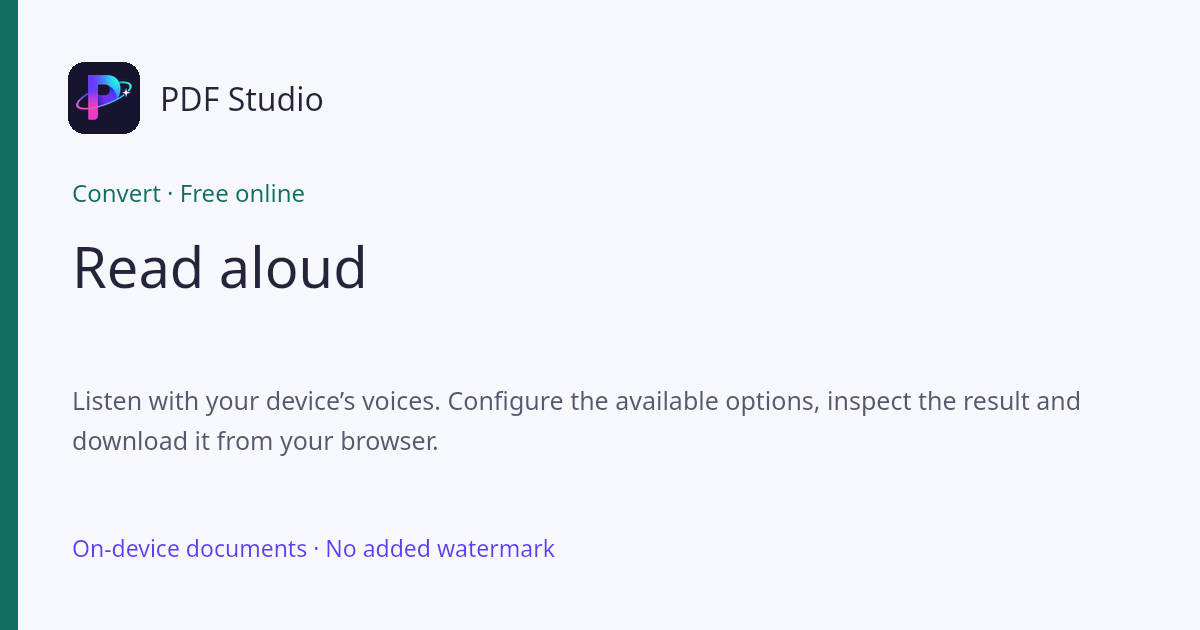 PDF Studio
Convert · Free online
Read aloud
Listen with your device’s voices. Configure the available options, inspect the result and
download it from your browser.
On-device documents · No added watermark